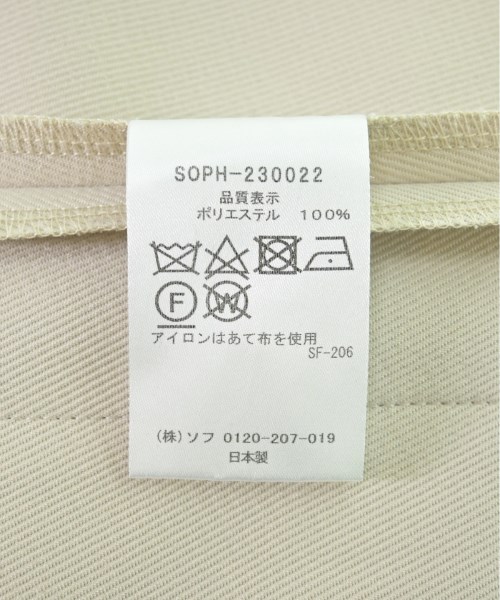 SOPH-230022
品質表示
ポリエステル 100%
F W
アイロンはあて布を使用
SF-206
(株)ソフ 0120-207-019
日本製